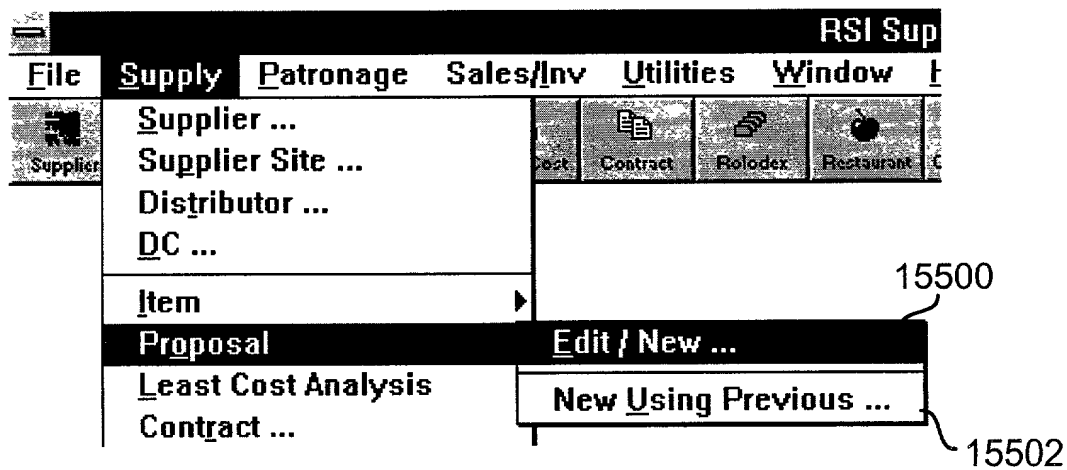 RSI Sup
File Supply Patronage Sales/Inv Utilities Window H
Supplier Cost Contract Rolodex Restaurant
Supplier ...
Supplier Site ...
Distributor ...
DC ...
Item
Proposal
Least Cost Analysis
Contract ...
Edit / New ...
New Using Previous ...
15500
15502